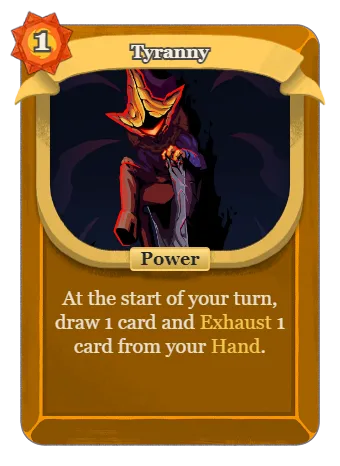 1
Tyranny
Power
At the start of your turn,
draw 1 card and Exhaust 1
card from your Hand.